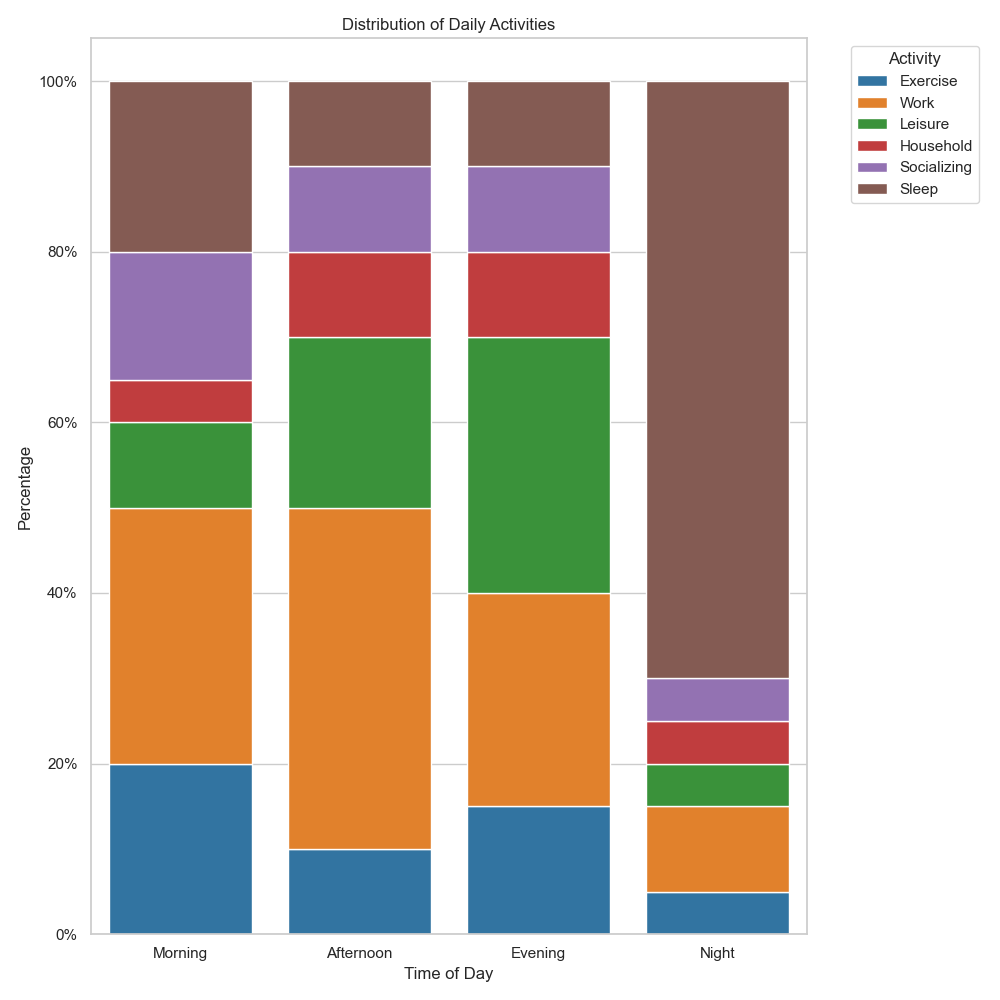 Distribution of Daily Activities
Activity
Exercise
Work
Leisure
Household
Socializing
Sleep
Percentage
100%
80%
60%
40%
20%
0%
Morning
Afternoon
Evening
Night
Time of Day